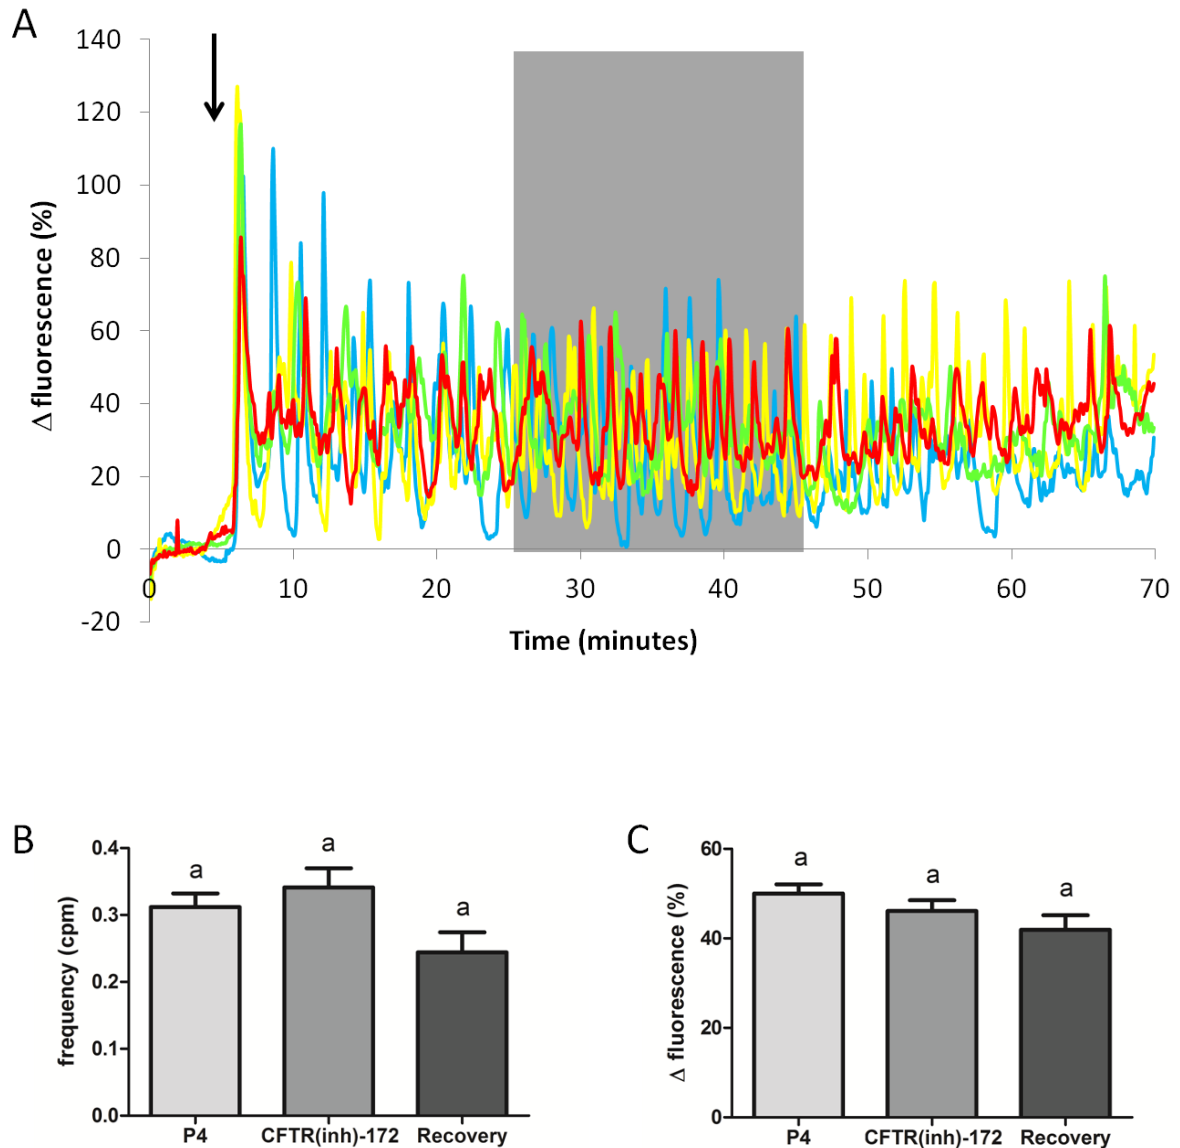 A
140
120
100
80
60
40
20
0
-20
Δ fluorescence (%)
0 10 20 30 40 50 60 70
Time (minutes)
B
0.4
0.3
0.2
0.1
0.0
frequency (cpm)
a a a
P4 CFTR(inh)-172 Recovery
C
60
40
20
0
Δ fluorescence (%)
a a a
P4 CFTR(inh)-172 Recovery